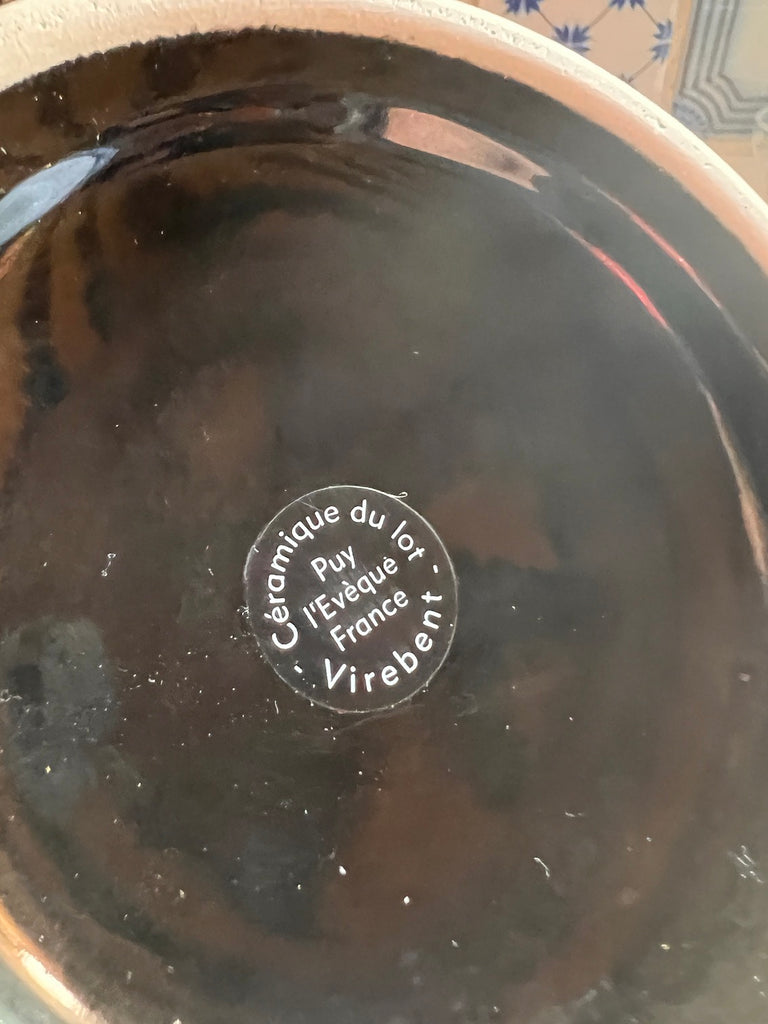 Céramique du lot -
Puy
l'Evèque
France
- Virebent